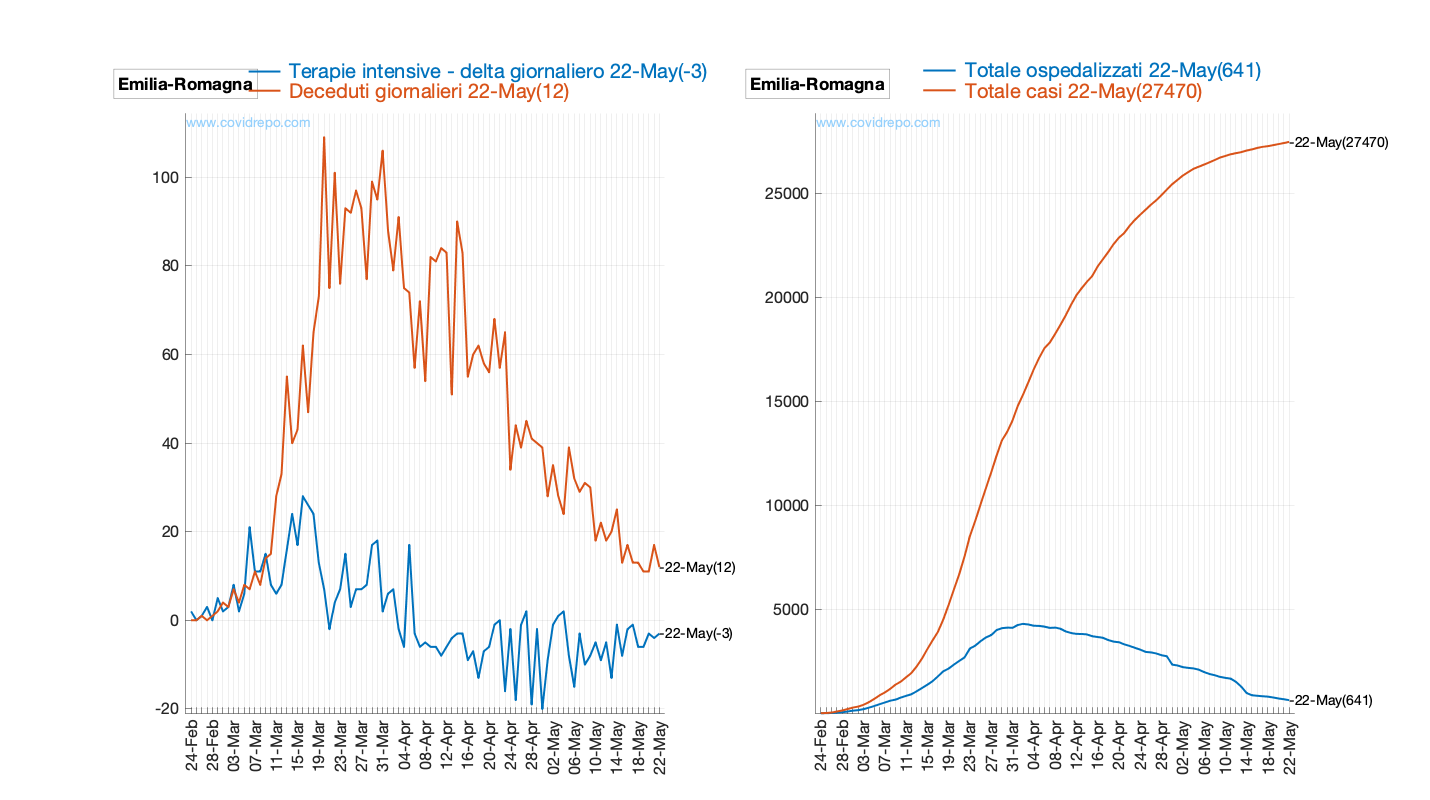 Emilia-Romagna
Terapie intensive - delta giornaliero 22-May(-3)
Deceduti giornalieri 22-May(12)
www.covidrepo.com
100
80
60
40
20
0
-20
22-May(12)
22-May(-3)
24-Feb
28-Feb
03-Mar
07-Mar
11-Mar
15-Mar
19-Mar
23-Mar
27-Mar
31-Mar
04-Apr
08-Apr
12-Apr
16-Apr
20-Apr
24-Apr
28-Apr
02-May
06-May
10-May
14-May
18-May
22-May
Emilia-Romagna
Totale ospedalizzati 22-May(641)
Totale casi 22-May(27470)
www.covidrepo.com
25000
20000
15000
10000
5000
22-May(27470)
22-May(641)
24-Feb
28-Feb
03-Mar
07-Mar
11-Mar
15-Mar
19-Mar
23-Mar
27-Mar
31-Mar
04-Apr
08-Apr
12-Apr
16-Apr
20-Apr
24-Apr
28-Apr
02-May
06-May
10-May
14-May
18-May
22-May